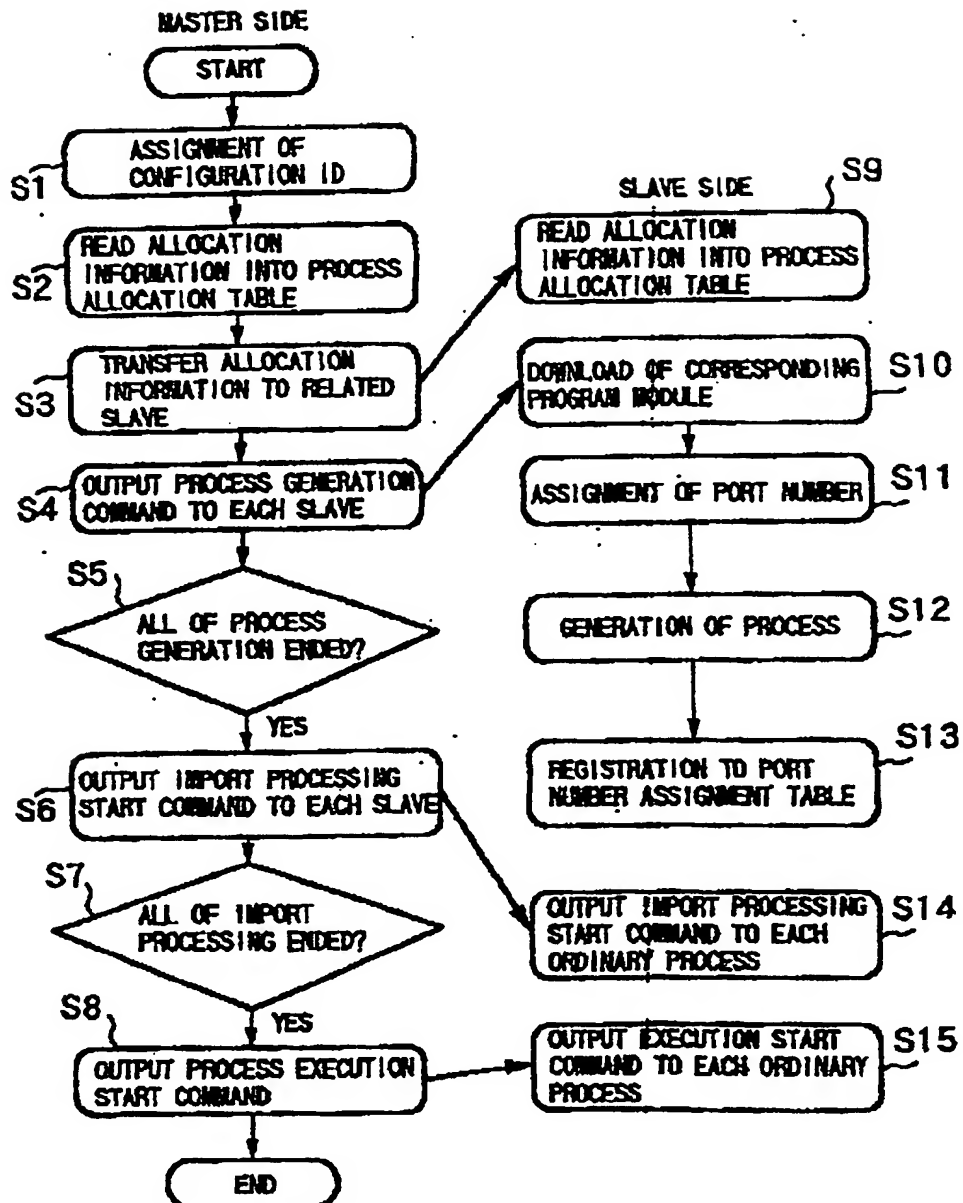 MASTER SIDE
START
S1
ASSIGNMENT OF
CONFIGURATION ID
S2
READ ALLOCATION
INFORMATION INTO PROCESS
ALLOCATION TABLE
S3
TRANSFER ALLOCATION
INFORMATION TO RELATED
SLAVE
S4
OUTPUT PROCESS GENERATION
COMMAND TO EACH SLAVE
S5
ALL OF PROCESS
GENERATION ENDED?
YES
S6
OUTPUT IMPORT PROCESSING
START COMMAND TO EACH SLAVE
S7
ALL OF IMPORT
PROCESSING ENDED?
YES
S8
OUTPUT PROCESS EXECUTION
START COMMAND
END
SLAVE SIDE
S9
READ ALLOCATION
INFORMATION INTO PROCESS
ALLOCATION TABLE
S10
DOWNLOAD OF CORRESPONDING
PROGRAM MODULE
S11
ASSIGNMENT OF PORT NUMBER
S12
GENERATION OF PROCESS
S13
REGISTRATION TO PORT
NUMBER ASSIGNMENT TABLE
S14
OUTPUT IMPORT PROCESSING
START COMMAND TO EACH
ORDINARY PROCESS
S15
OUTPUT EXECUTION START
COMMAND TO EACH ORDINARY
PROCESS